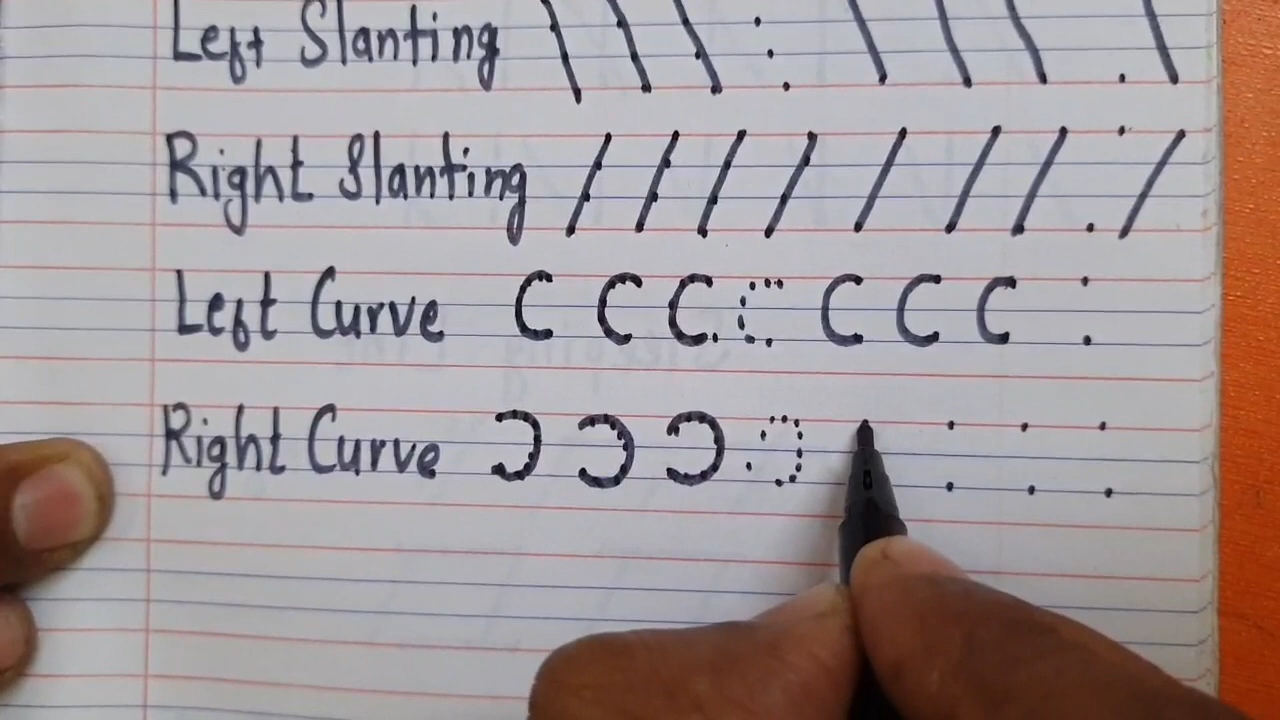 Left Slanting \ \ \ \ \ \ \
Right Slanting / / / / / / / /
Left Curve C C C C C C C
Right Curve Ɔ Ɔ Ɔ Ɔ